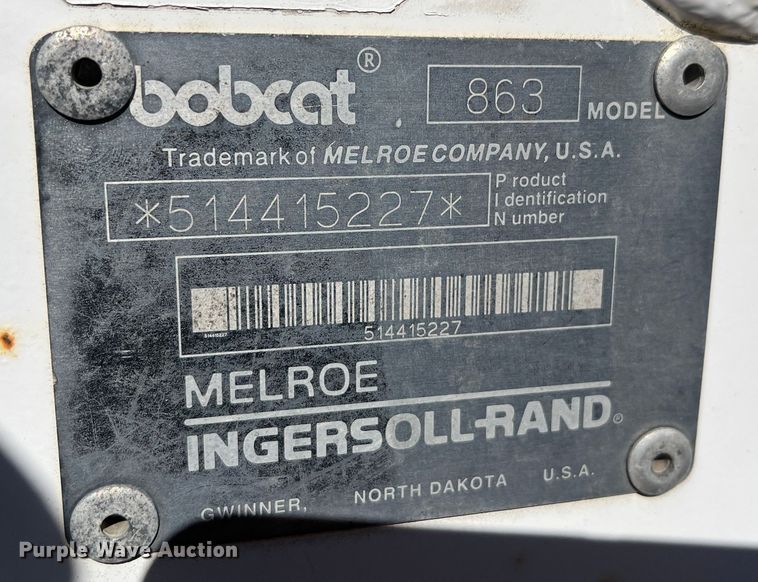 bobcat® 863 MODEL
Trademark of MELROE COMPANY, U.S.A.
*514415227* Product
Identification
Number
514415227
514415227
MELROE
INGERSOLL-RAND®
GWINNER, NORTH DAKOTA U.S.A.
Purple Wave Auction